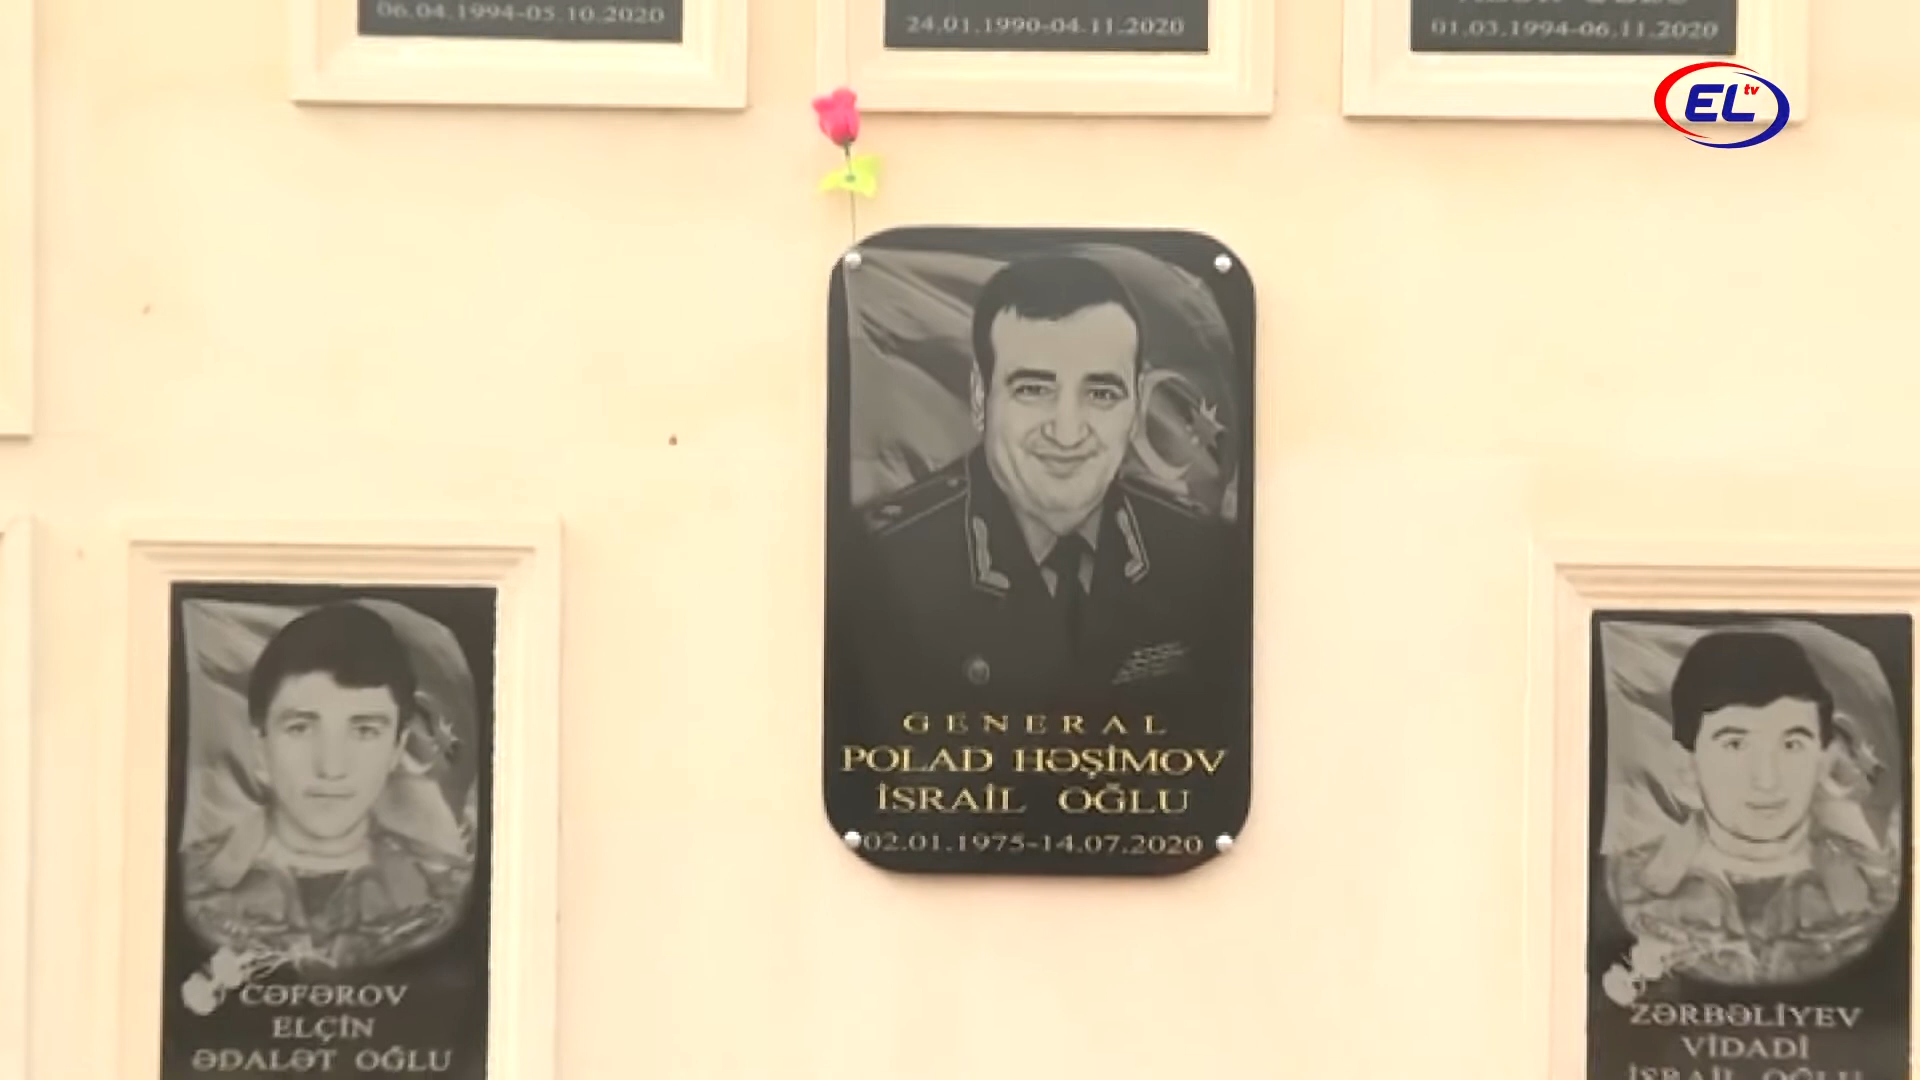 06.04.1994-05.10.2020
24.01.1990-04.11.2020
01.03.1994-06.11.2020
EL tv
GENERAL
POLAD HƏŞİMOV
İSRAİL OĞLU
02.01.1975-14.07.2020
CƏFƏROV
ELÇİN
ƏDALƏT OĞLU
ZƏRBƏLİYEV
VİDADİ
İSRAİL OĞLU